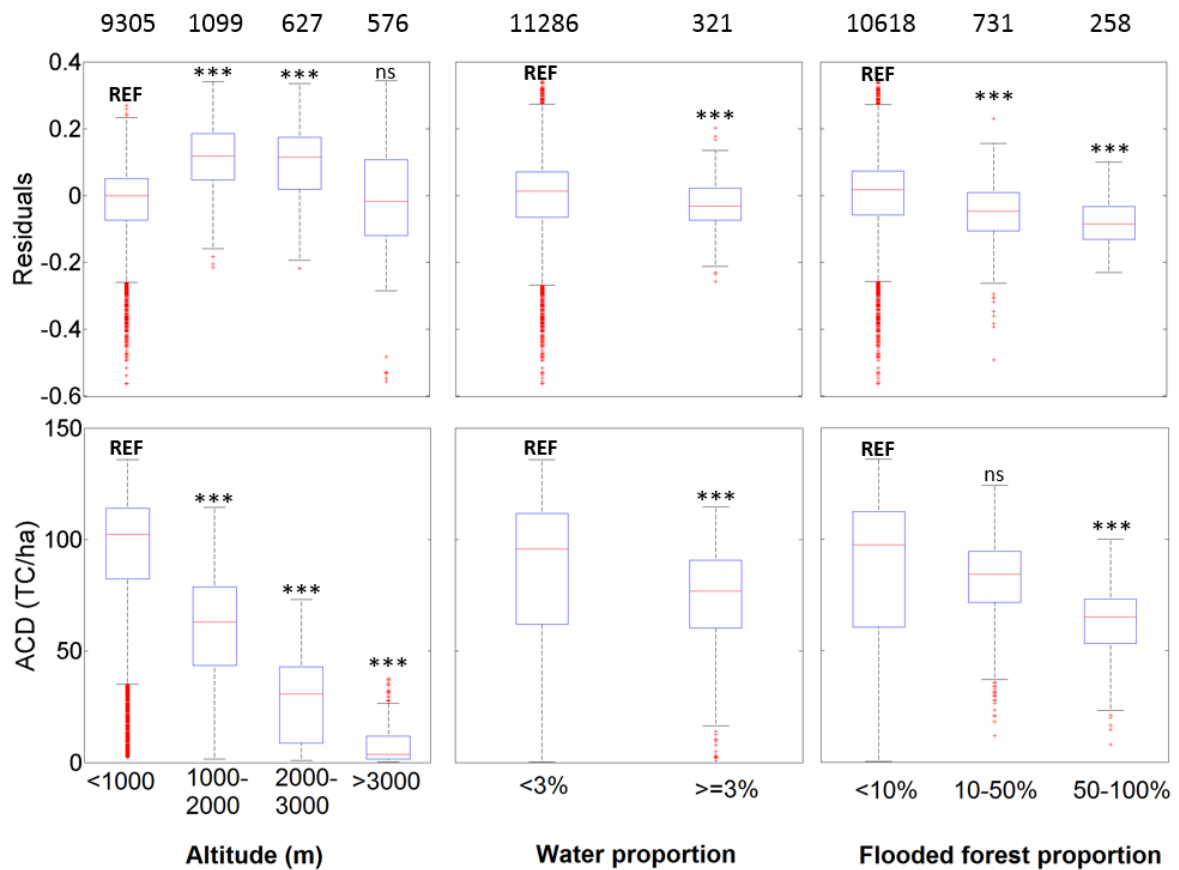 9305 1099 627 576 11286 321 10618 731 258
0.4 0.2 0 -0.2 -0.4 -0.6
Residuals
REF *** *** ns
REF ***
REF *** ***
150 100 50 0
ACD (TC/ha)
REF *** *** ***
REF ***
REF ns ***
<1000 1000- 2000- >3000 <3% >=3% <10% 10-50% 50-100%
2000 3000
Altitude (m) Water proportion Flooded forest proportion